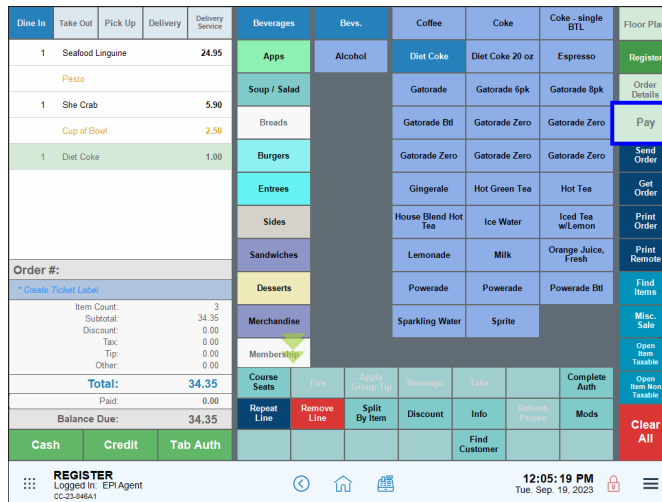 Dine In
Take Out
Pick Up
Delivery
Delivery
Service
1 Seafood Linguine 24.95
Pesto
1 She Crab 5.90
Cup of Bowl 2.50
1 Diet Coke 1.00
Order #:
* Create Ticket Label
Item Count: 3
Subtotal: 34.35
Discount: 0.00
Tax: 0.00
Tip: 0.00
Other: 0.00
Total: 34.35
Paid: 0.00
Balance Due: 34.35
Cash
Credit
Tab Auth
Beverages
Apps
Soup / Salad
Breads
Burgers
Entrees
Sides
Sandwiches
Desserts
Merchandise
Membership
Bevs.
Alcohol
Coffee
Coke
Coke - single
BTL
Diet Coke
Diet Coke 20 oz
Espresso
Gatorade
Gatorade 6pk
Gatorade 8pk
Gatorade Btl
Gatorade Zero
Gatorade Zero
Gatorade Zero
Gatorade Zero
Gatorade Zero
Gingerale
Hot Green Tea
Hot Tea
House Blend Hot
Tea
Ice Water
Iced Tea
w/Lemon
Lemonade
Milk
Orange Juice,
Fresh
Powerade
Powerade
Powerade Btl
Sparkling Water
Sprite
Course
Seats
Fire
Apply
Group Tip
Reassign
Take
Complete
Auth
Repeat
Line
Remove
Line
Split
By Item
Discount
Info
Refresh
Promo
Mods
Find
Customer
Floor Plan
Register
Order
Details
Pay
Send
Order
Get
Order
Print
Order
Print
Remote
Find
Items
Misc.
Sale
Open
Item
Taxable
Open
Item Non
Taxable
Clear
All
REGISTER
Logged In: EPI Agent
CC-23-046A1
12:05:19 PM
Tue. Sep. 19, 2023